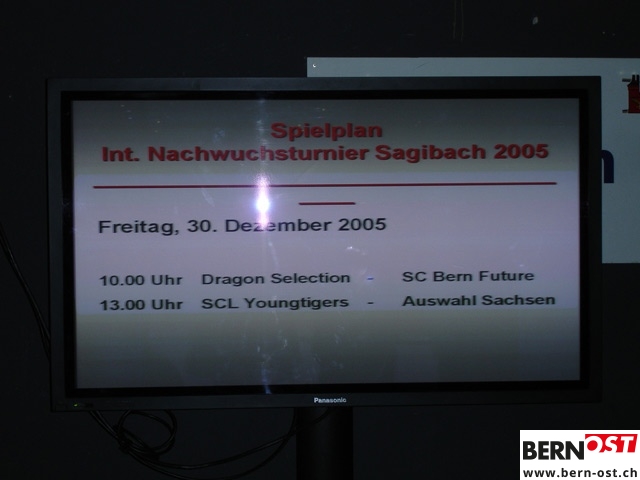 Spielplan
Int. Nachwuchsturnier Sagibach 2005
Freitag, 30. Dezember 2005
10.00 Uhr Dragon Selection - SC Bern Future
13.00 Uhr SCL Youngtigers - Auswahl Sachsen
Panasonic
BERNOST
www.bern-ost.ch